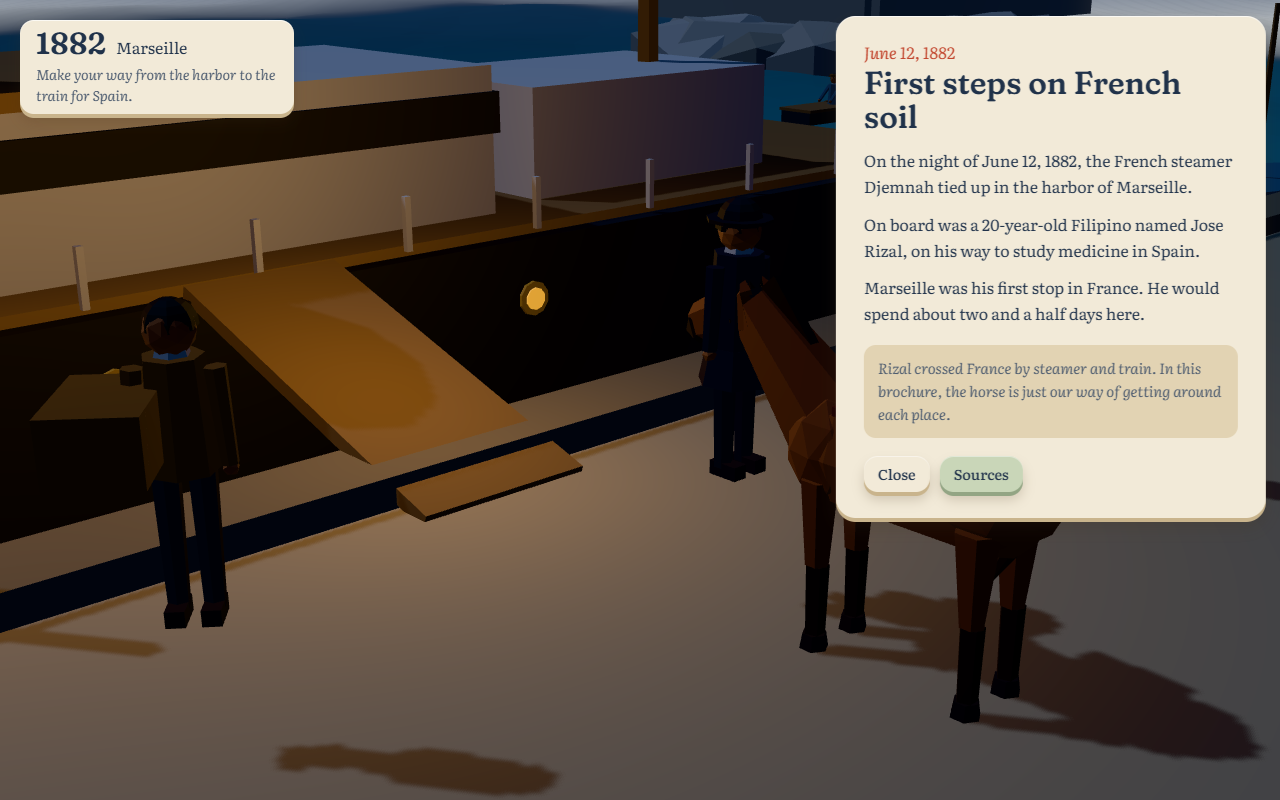 1882 Marseille
Make your way from the harbor to the
train for Spain.
June 12, 1882
First steps on French
soil
On the night of June 12, 1882, the French steamer
Djemnah tied up in the harbor of Marseille.
On board was a 20-year-old Filipino named Jose
Rizal, on his way to study medicine in Spain.
Marseille was his first stop in France. He would
spend about two and a half days here.
Rizal crossed France by steamer and train. In this
brochure, the horse is just our way of getting around
each place.
Close Sources